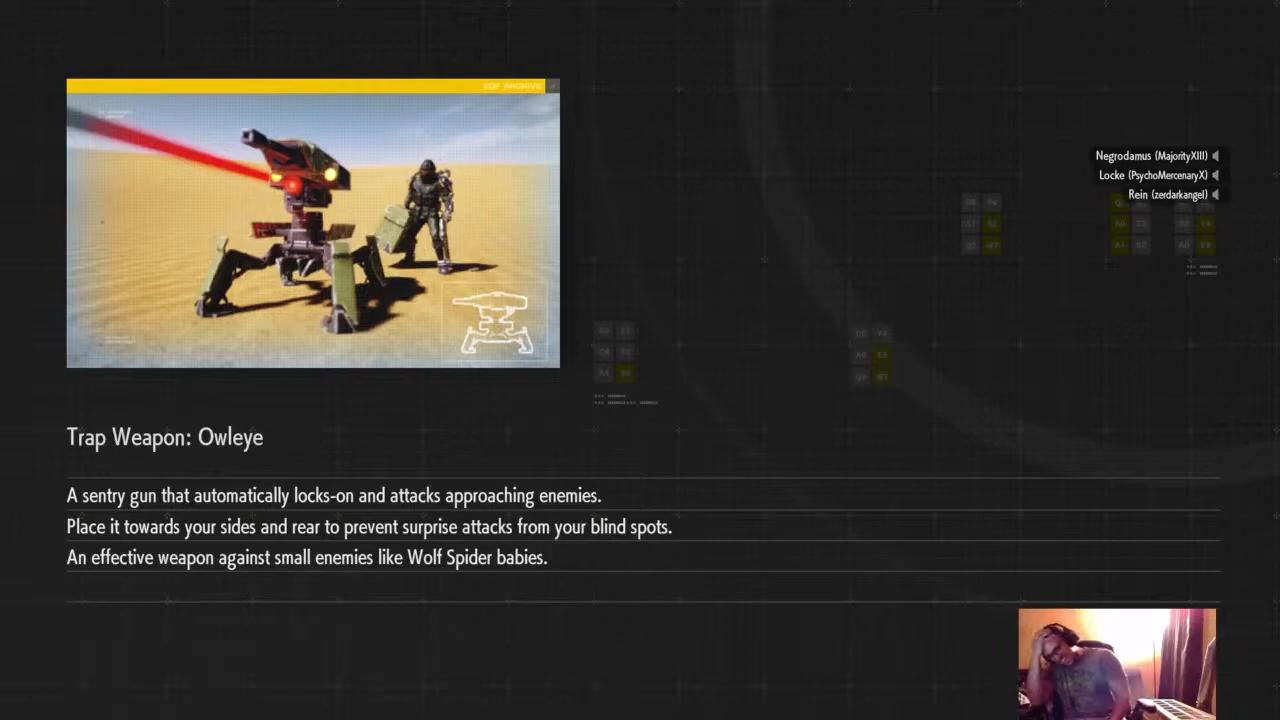 EDF ARCHIVE
Negrodamus (MajorityXIII)
Locke (PsychoMercenaryX)
Rein (zerdarkangel)
Trap Weapon: Owleye
A sentry gun that automatically locks-on and attacks approaching enemies.
Place it towards your sides and rear to prevent surprise attacks from your blind spots.
An effective weapon against small enemies like Wolf Spider babies.